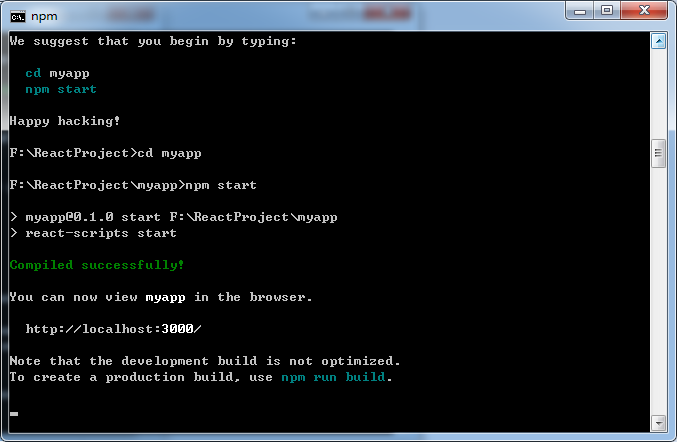 npm
We suggest that you begin by typing:
cd myapp
npm start
Happy hacking!
F:\ReactProject>cd myapp
F:\ReactProject\myapp>npm start
> myapp@0.1.0 start F:\ReactProject\myapp
> react-scripts start
Compiled successfully!
You can now view myapp in the browser.
http://localhost:3000/
Note that the development build is not optimized.
To create a production build, use npm run build.